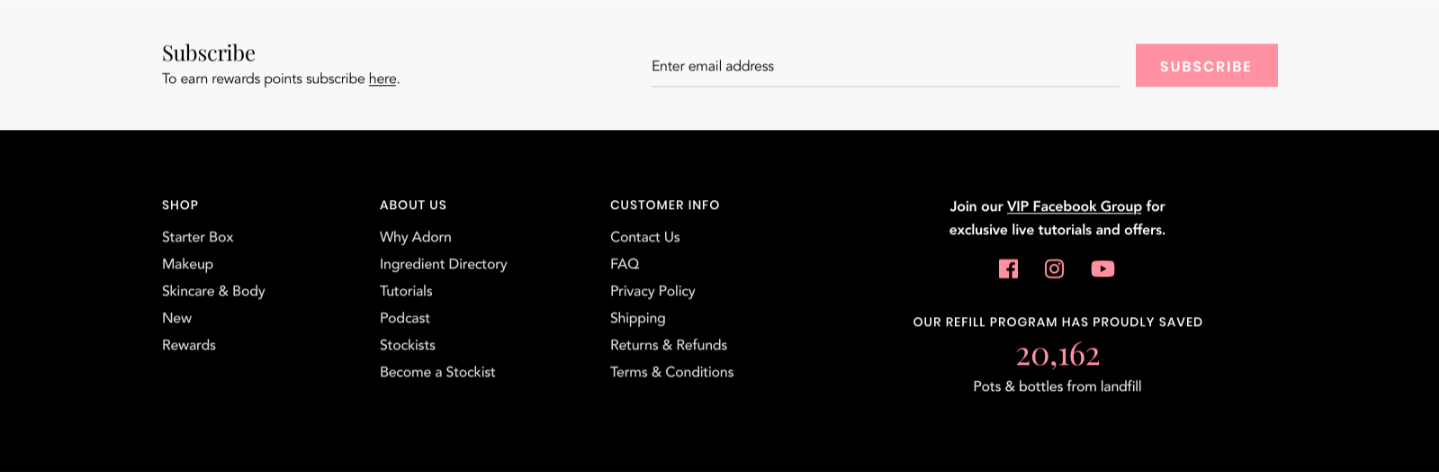 Subscribe
To earn rewards points subscribe here.
Enter email address
SUBSCRIBE
SHOP
Starter Box
Makeup
Skincare & Body
New
Rewards
ABOUT US
Why Adorn
Ingredient Directory
Tutorials
Podcast
Stockists
Become a Stockist
CUSTOMER INFO
Contact Us
FAQ
Privacy Policy
Shipping
Returns & Refunds
Terms & Conditions
Join our VIP Facebook Group for
exclusive live tutorials and offers.
OUR REFILL PROGRAM HAS PROUDLY SAVED
20,162
Pots & bottles from landfill